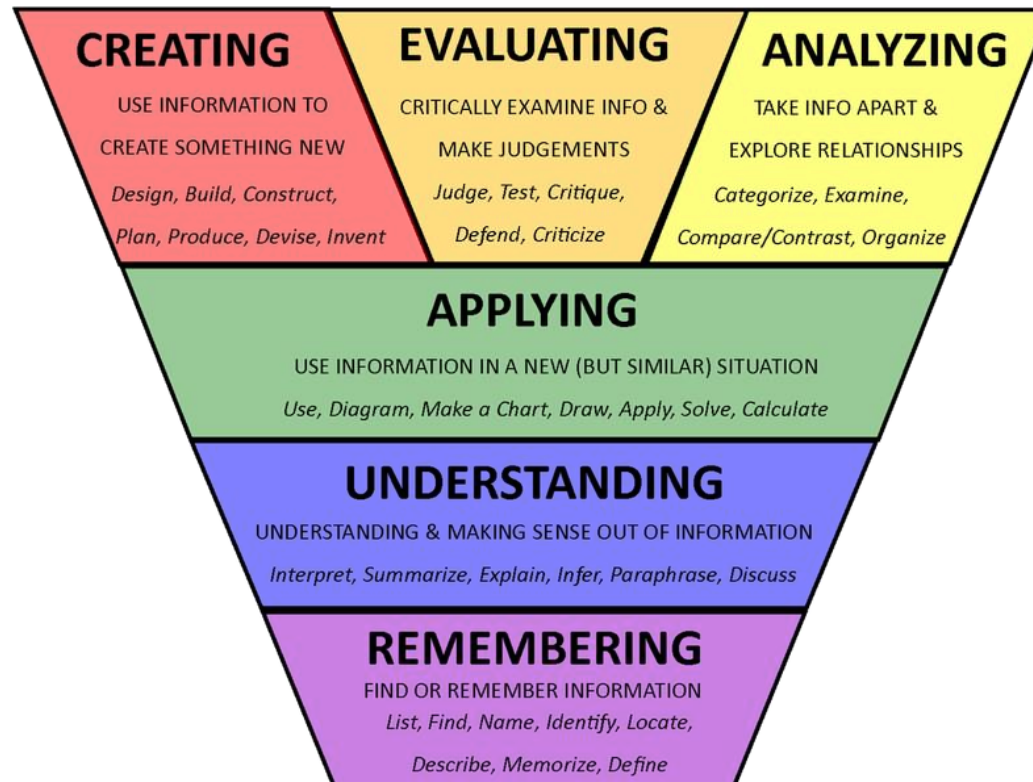 CREATING
USE INFORMATION TO
CREATE SOMETHING NEW
Design, Build, Construct,
Plan, Produce, Devise, Invent
EVALUATING
CRITICALLY EXAMINE INFO &
MAKE JUDGEMENTS
Judge, Test, Critique,
Defend, Criticize
ANALYZING
TAKE INFO APART &
EXPLORE RELATIONSHIPS
Categorize, Examine,
Compare/Contrast, Organize
APPLYING
USE INFORMATION IN A NEW (BUT SIMILAR) SITUATION
Use, Diagram, Make a Chart, Draw, Apply, Solve, Calculate
UNDERSTANDING
UNDERSTANDING & MAKING SENSE OUT OF INFORMATION
Interpret, Summarize, Explain, Infer, Paraphrase, Discuss
REMEMBERING
FIND OR REMEMBER INFORMATION
List, Find, Name, Identify, Locate,
Describe, Memorize, Define